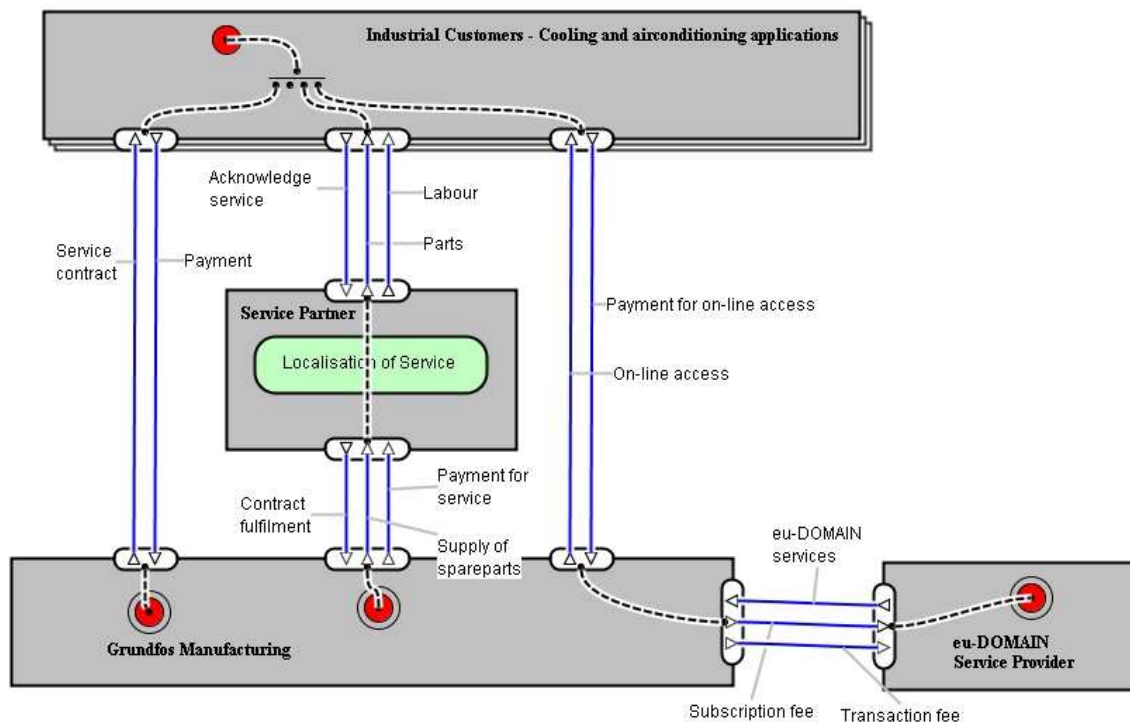 Industrial Customers - Cooling and airconditioning applications
Acknowledge
service
Labour
Parts
Service
contract
Payment
Service Partner
Payment for on-line access
Localisation of Service
On-line access
Contract
fulfilment
Payment for
service
Supply of
spareparts
eu-DOMAIN
services
Grundfos Manufacturing
eu-DOMAIN
Service Provider
Subscription fee
Transaction fee